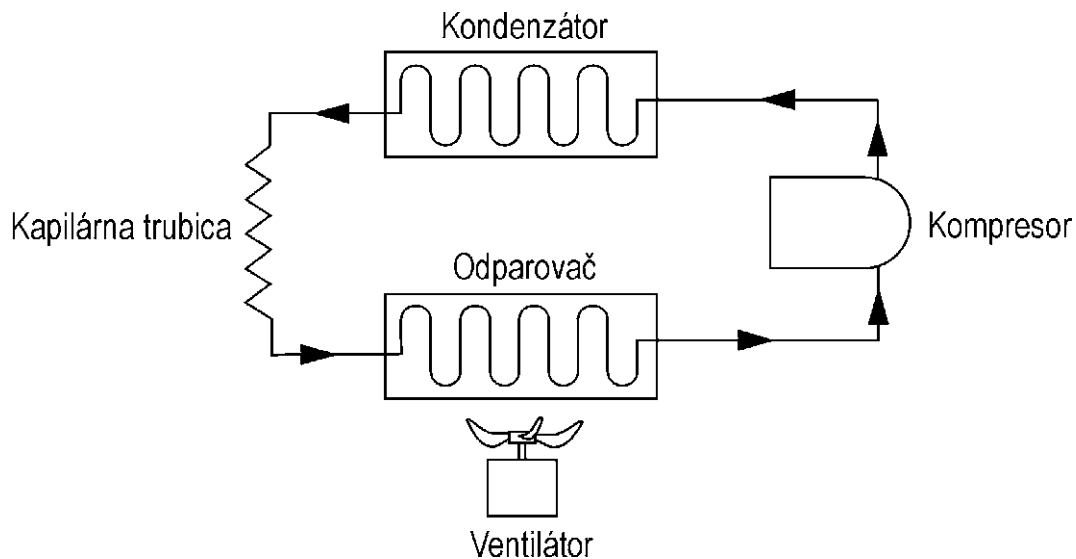 Kondenzátor
Kapilárna trubica
Kompresor
Odparovač
Ventilátor